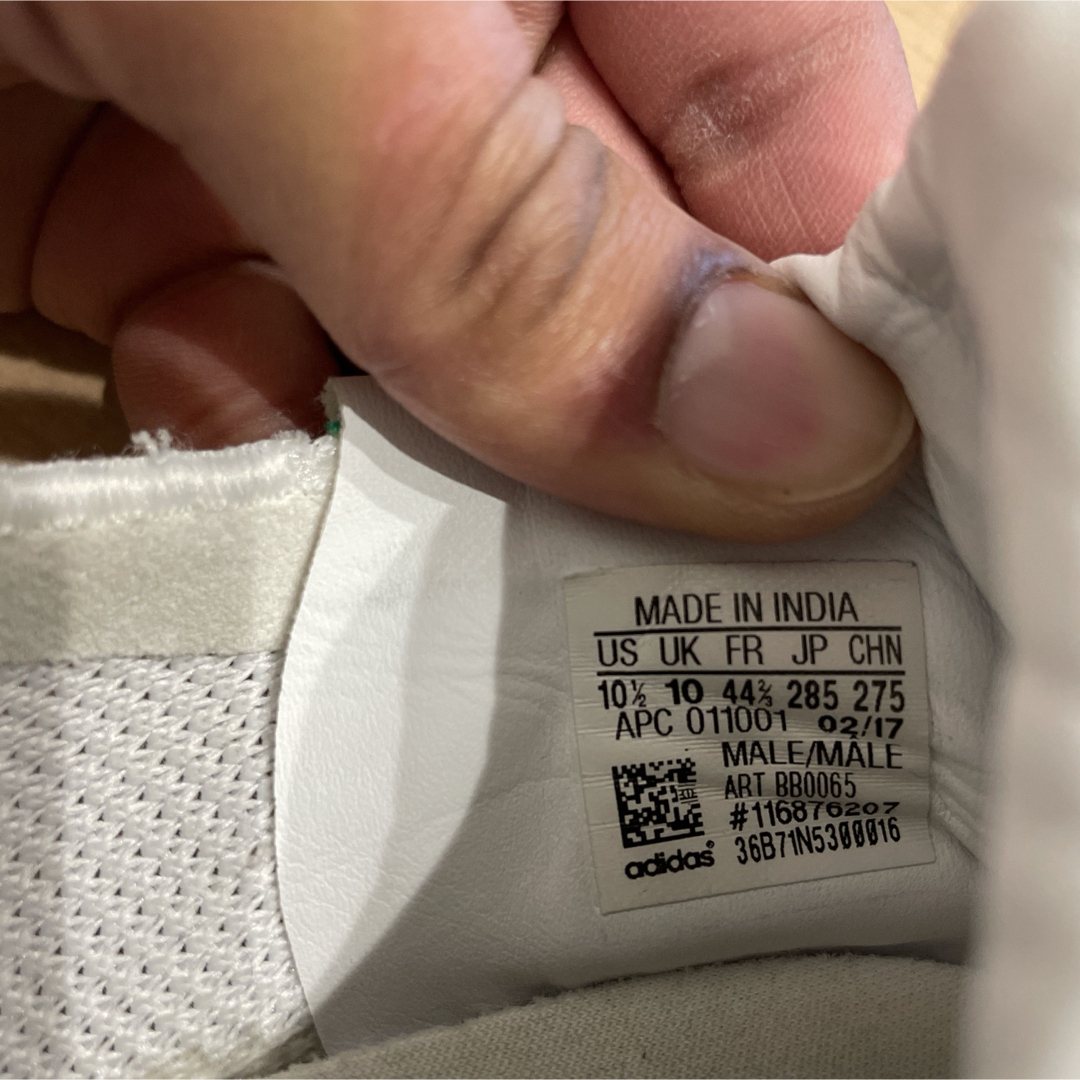 MADE IN INDIA
US UK FR JP CHN
10½ 10 44⅔ 285 275
APC 011001 02/17
MALE/MÂLE
ART BB0065
#116876207
36B71N5300016
adidas®